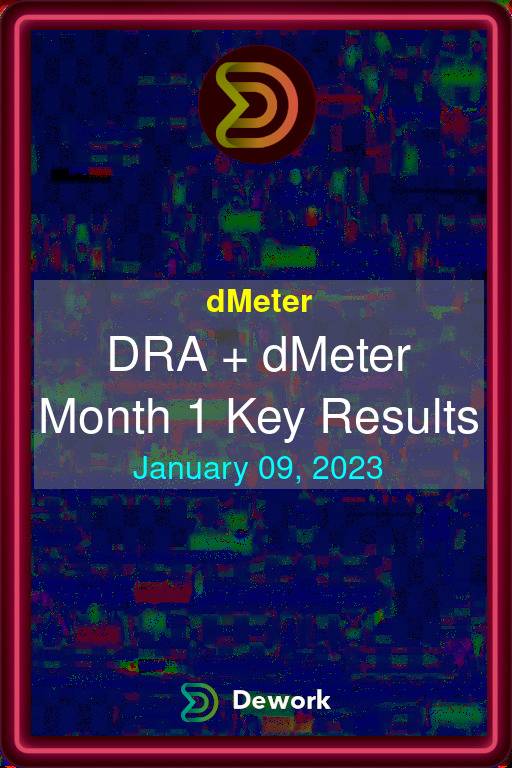 dMeter
DRA + dMeter
Month 1 Key Results
January 09, 2023
Dework